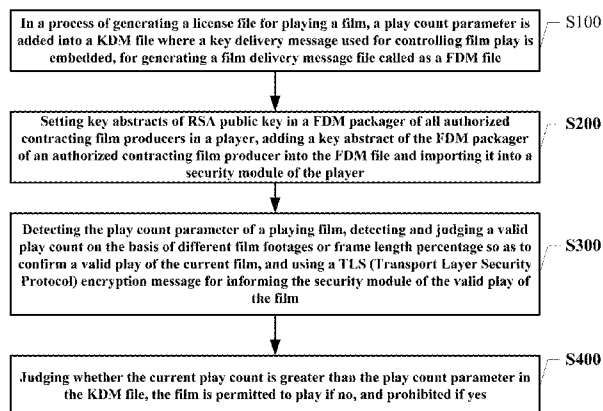 In a process of generating a license file for playing a film, a play count parameter is
added into a KDM file where a key delivery message used for controlling film play is
embedded, for generating a film delivery message file called as a FDM file
S100
Setting key abstracts of RSA public key in a FDM packager of all authorized
contracting film producers in a player, adding a key abstract of the FDM packager
of an authorized contracting film producer into the FDM file and importing it into a
security module of the player
S200
Detecting the play count parameter of a playing film, detecting and judging a valid
play count on the basis of different film footages or frame length percentage so as to
confirm a valid play of the current film, and using a TLS (Transport Layer Security
Protocol) encryption message for informing the security module of the valid play of
the film
S300
Judging whether the current play count is greater than the play count parameter in
the KDM file, the film is permitted to play if no, and prohibited if yes
S400